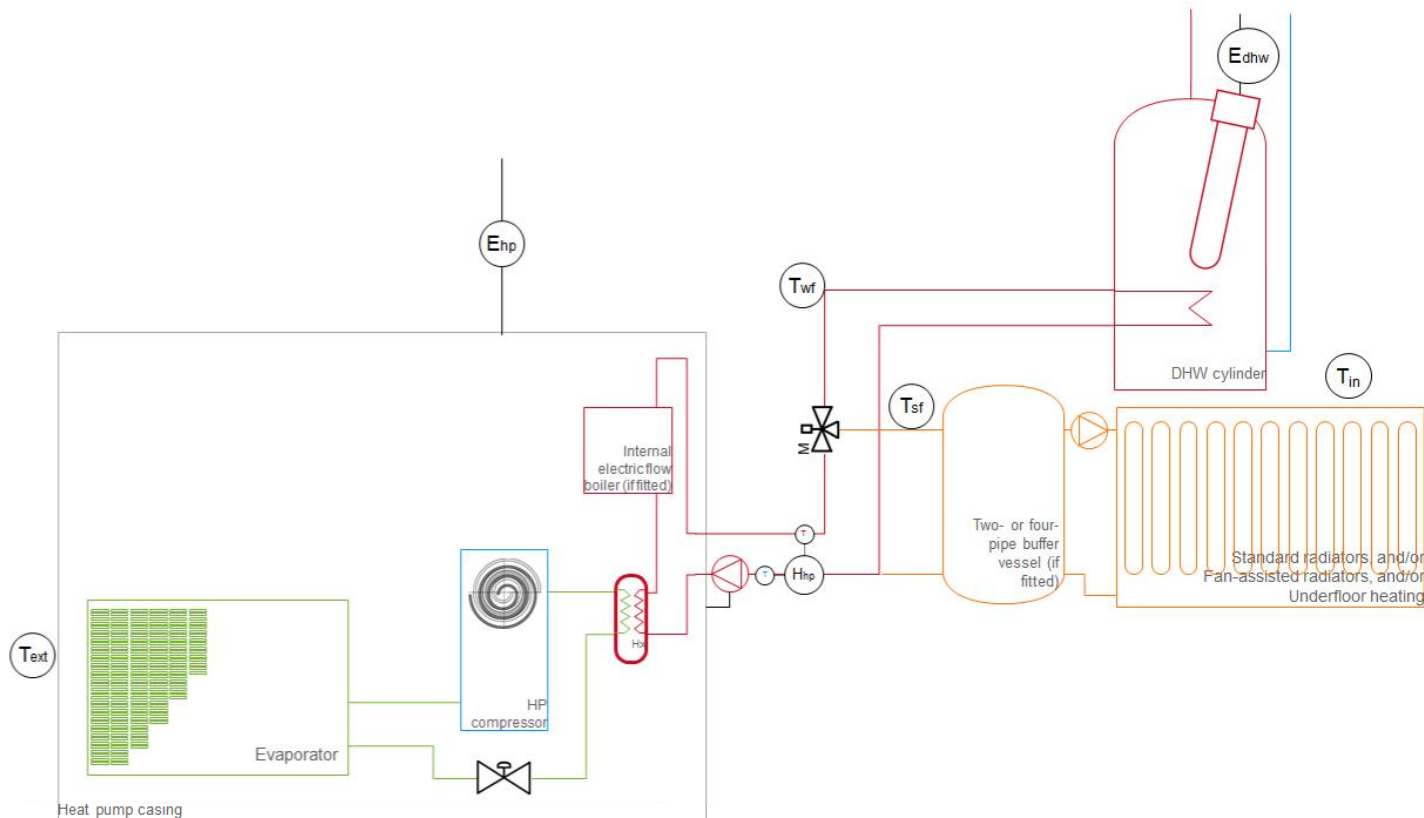 Edhw
Ehp
Twf
DHW cylinder
Tin
Tsf
M
Internal
electric flow
boiler (if fitted)
Two- or four-
pipe buffer
vessel (if
fitted)
Standard radiators, and/or
Fan-assisted radiators, and/or
Underfloor heating
T
T
Hhp
Hx
Text
HP
compressor
Evaporator
Heat pump casing